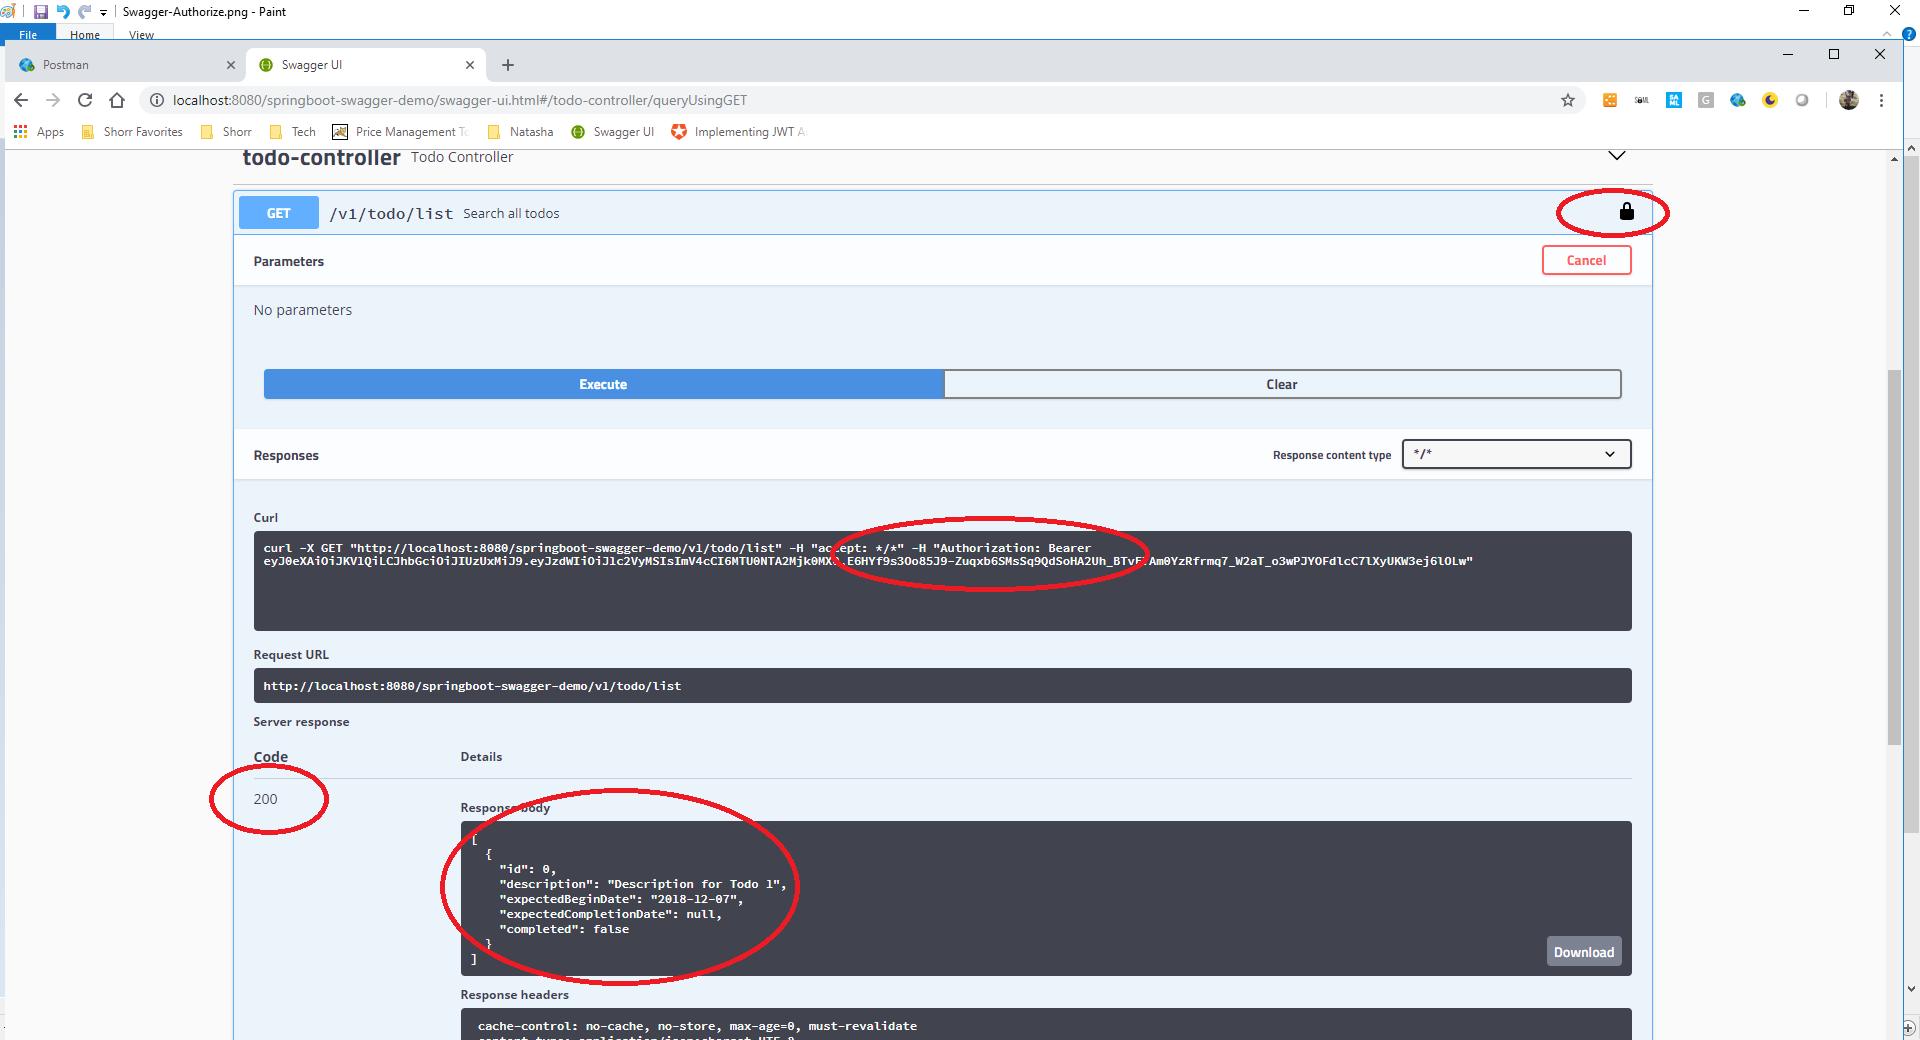 Swagger-Authorize.png - Paint
File Home View
Postman
Swagger UI
localhost:8080/springboot-swagger-demo/swagger-ui.html#/todo-controller/queryUsingGET
Apps Shorr Favorites Shorr Tech Price Management To Natasha Swagger UI Implementing JWT A
todo-controller Todo Controller
GET /v1/todo/list Search all todos
Parameters
Cancel
No parameters
Execute
Clear
Responses
Response content type */*
Curl
curl -X GET "http://localhost:8080/springboot-swagger-demo/v1/todo/list" -H "accept: */*" -H "Authorization: Bearer
Request URL
http://localhost:8080/springboot-swagger-demo/v1/todo/list
Server response
Code Details
200
Response body
[
{
"id": 0,
"description": "Description for Todo 1",
"expectedBeginDate": "2018-12-07",
"expectedCompletionDate": null,
"completed": false
}
]
Download
Response headers
cache-control: no-cache, no-store, max-age=0, must-revalidate